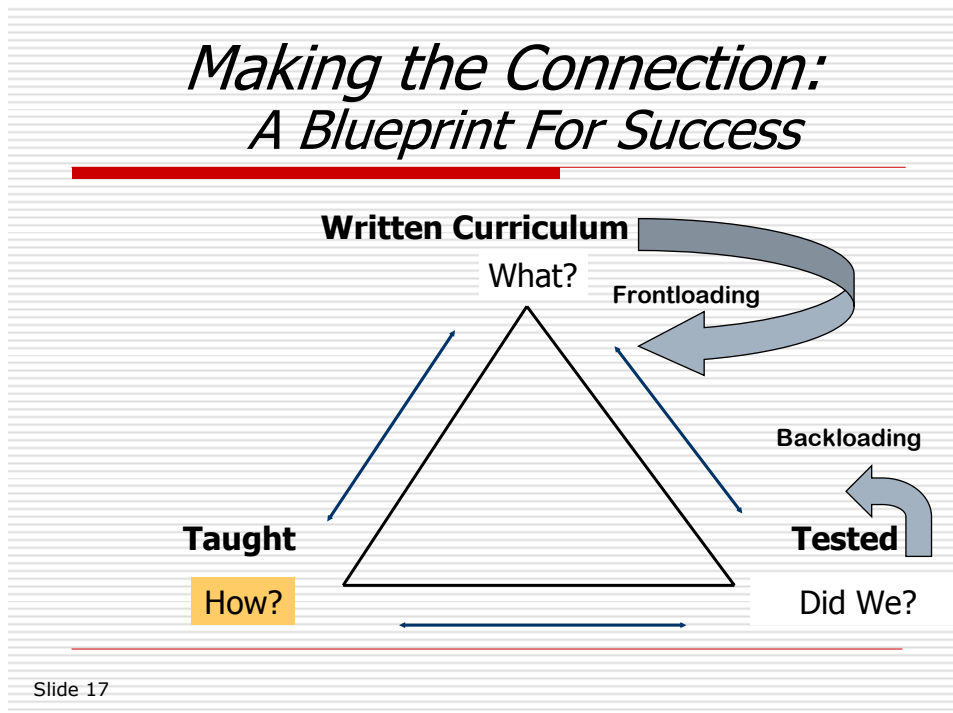 Making the Connection:
A Blueprint For Success
Written Curriculum
What?
Frontloading
Backloading
Taught
Tested
How?
Did We?
Slide 17